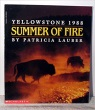 YELLOWSTONE 1988
SUMMER OF FIRE
BY PATRICIA LAUBER